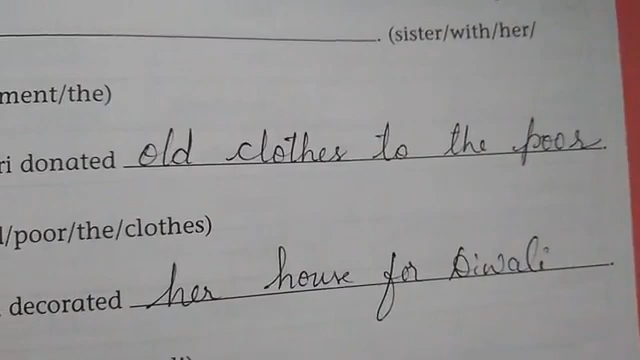 . (sister/with/her/
ment/the)
ri donated old clothes to the poor.
/poor/the/clothes)
decorated her house for Diwali.